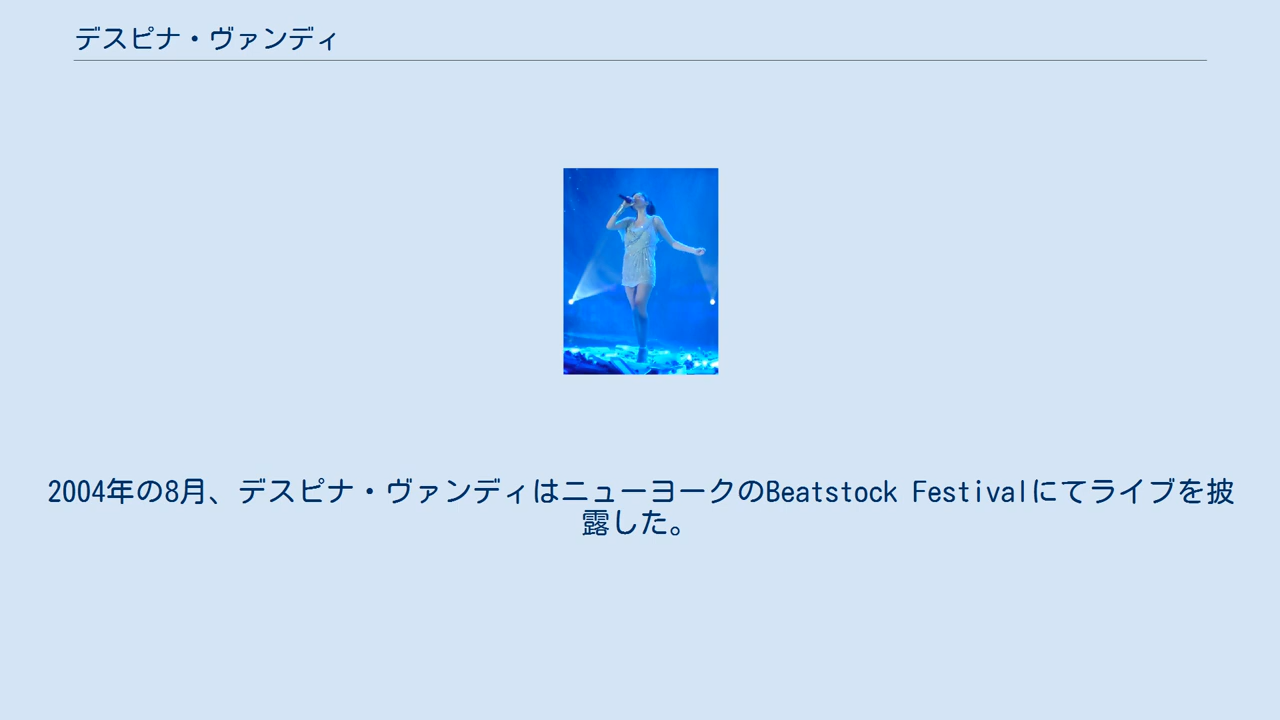 デスピナ・ヴァンディ
2004年の8月、デスピナ・ヴァンディはニューヨークのBeatstock Festivalにてライブを披
露した。